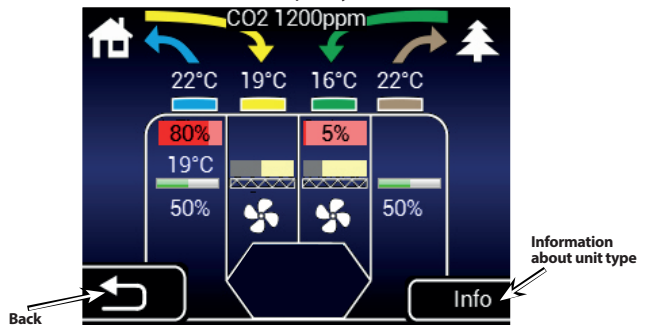 CO2 1200ppm
22°C 19°C 16°C 22°C
80% 5%
19°C
50% 50%
Information
about unit type
Info
Back